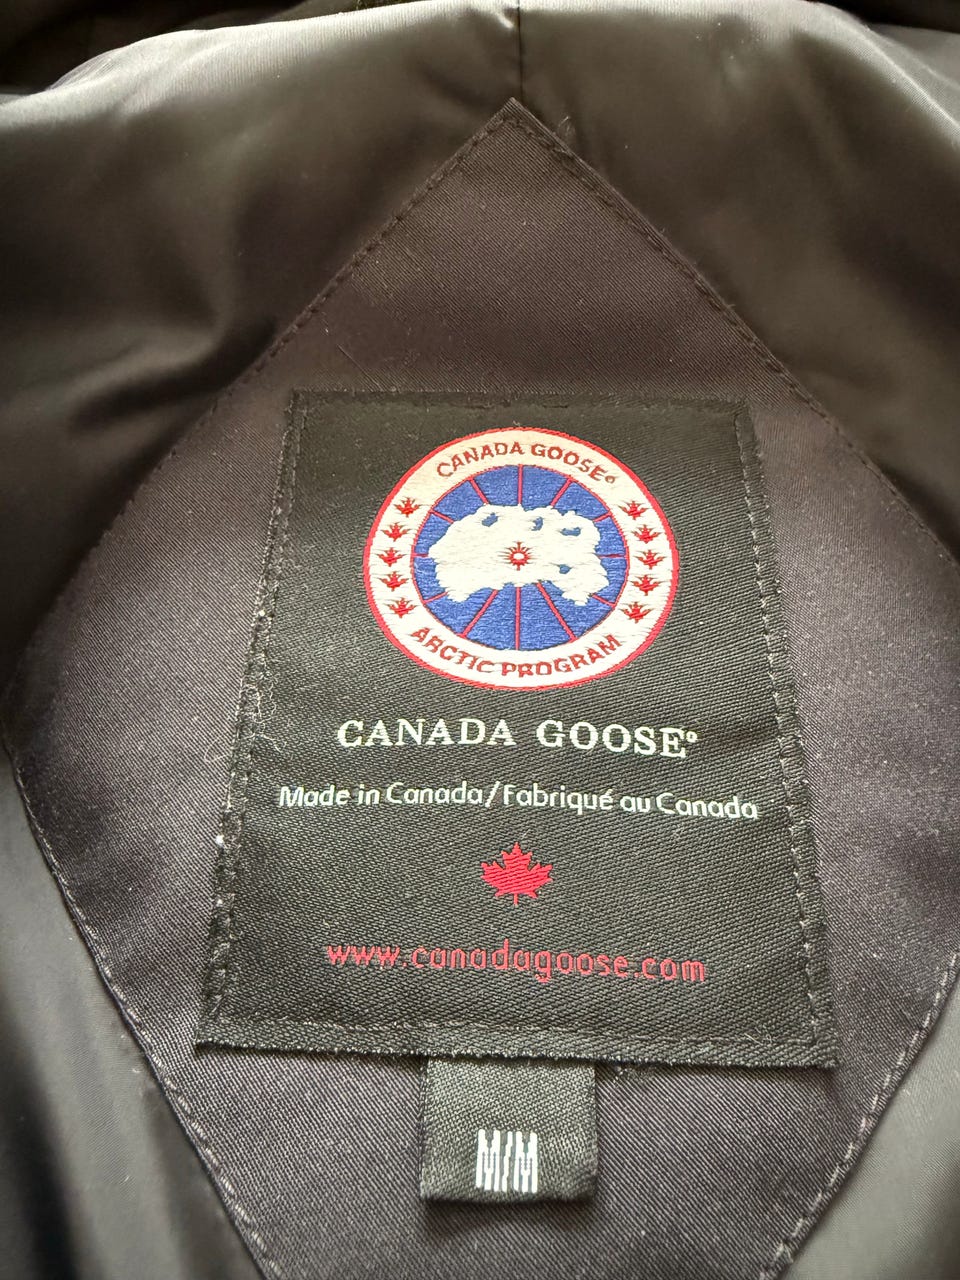 CANADA GOOSE®
ARCTIC PROGRAM
CANADA GOOSE®
Made in Canada/Fabriqué au Canada
www.canadagoose.com
M/M